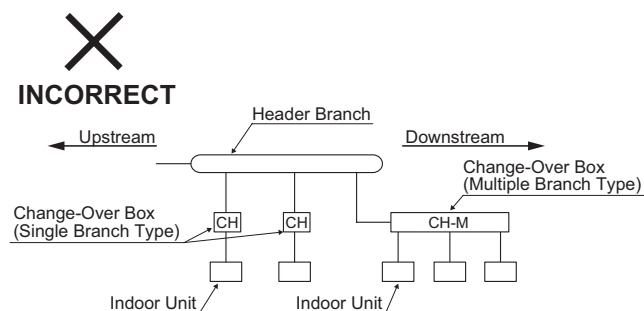 INCORRECT
Header Branch
Upstream
Downstream
Change-Over Box
(Multiple Branch Type)
Change-Over Box
(Single Branch Type)
CH
CH
CH-M
Indoor Unit
Indoor Unit